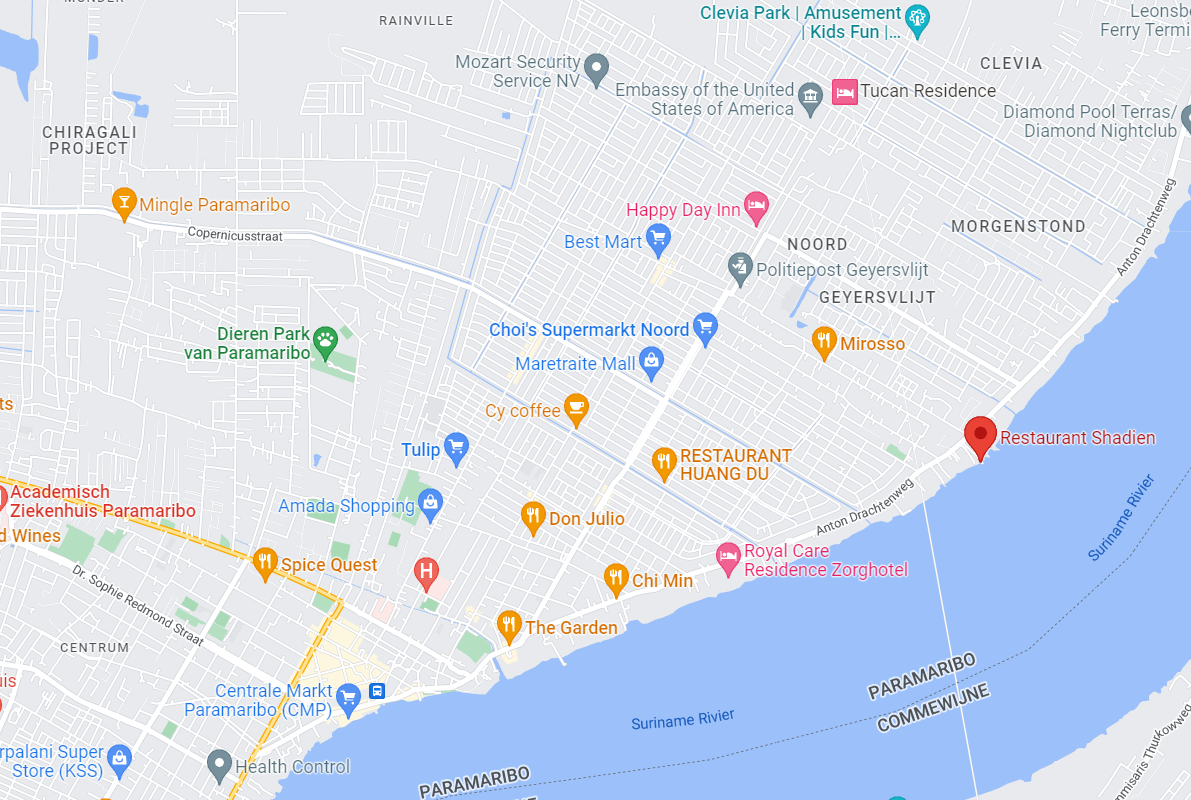 MUNDER
RAINVILLE
Clevia Park | Amusement
| Kids Fun |...
Leonsb
Ferry Termi
CLEVIA
Mozart Security
Service NV
Embassy of the United
States of America
Tucan Residence
Diamond Pool Terras/
Diamond Nightclub
CHIRAGALI
PROJECT
Mingle Paramaribo
Copernicusstraat
Happy Day Inn
Best Mart
NOORD
MORGENSTOND
Anton Drachtenweg
Politiepost Geyersvlijt
GEYERSVLIJT
Dieren Park
van Paramaribo
Choi's Supermarkt Noord
Mirosso
Maretraite Mall
ts
Cy coffee
Restaurant Shadien
Tulip
RESTAURANT
HUANG DU
Academisch
Ziekenhuis Paramaribo
Amada Shopping
Don Julio
Anton Drachtenweg
Suriname Rivier
d Wines
Spice Quest
H
Royal Care
Residence Zorghotel
Chi Min
Dr. Sophie Redmond Straat
The Garden
CENTRUM
uis
Centrale Markt
Paramaribo (CMP)
PARAMARIBO
COMMEWIJNE
Suriname Rivier
rpalani Super
Store (KSS)
Health Control
PARAMARIBO
mmisaris Thurkowweg